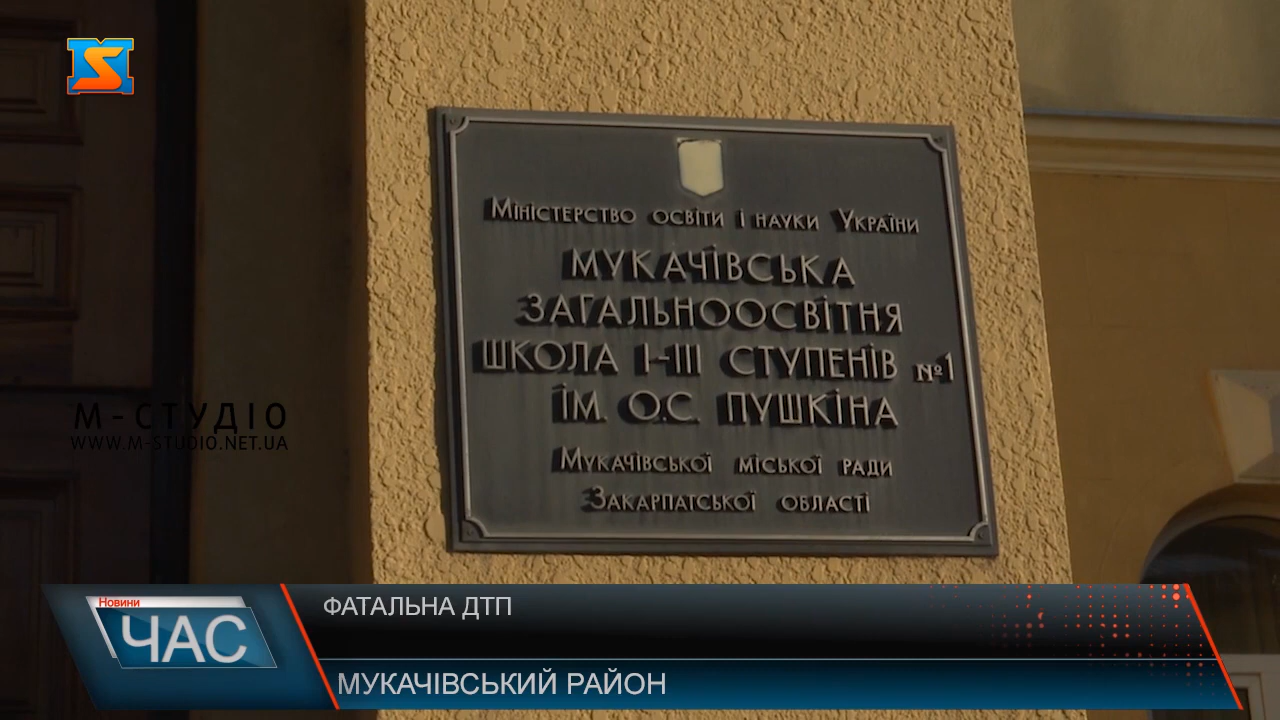 Міністерство освіти і науки України
МУКАЧІВСЬКА
ЗАГАЛЬНООСВІТНЯ
ШКОЛА І-ІІІ СТУПЕНІВ №1
ІМ. О.С. ПУШКІНА
Мукачівської міської ради
Закарпатської області
М-СТУДІО
WWW.M-STUDIO.NET.UA
Новини
ЧАС
ФАТАЛЬНА ДТП
МУКАЧІВСЬКИЙ РАЙОН